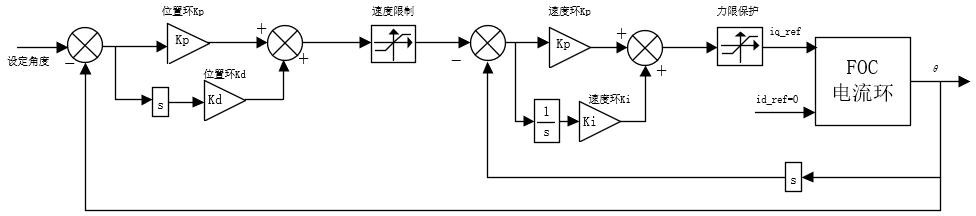 位置环Kp
速度限制
速度环Kp
力限保护
设定角度
−
Kp
+
+
−
Kp
+
+
iq_ref
FOC
电流环
θ
位置环Kd
s
Kd
速度环Ki
1
s
Ki
id_ref=0
s